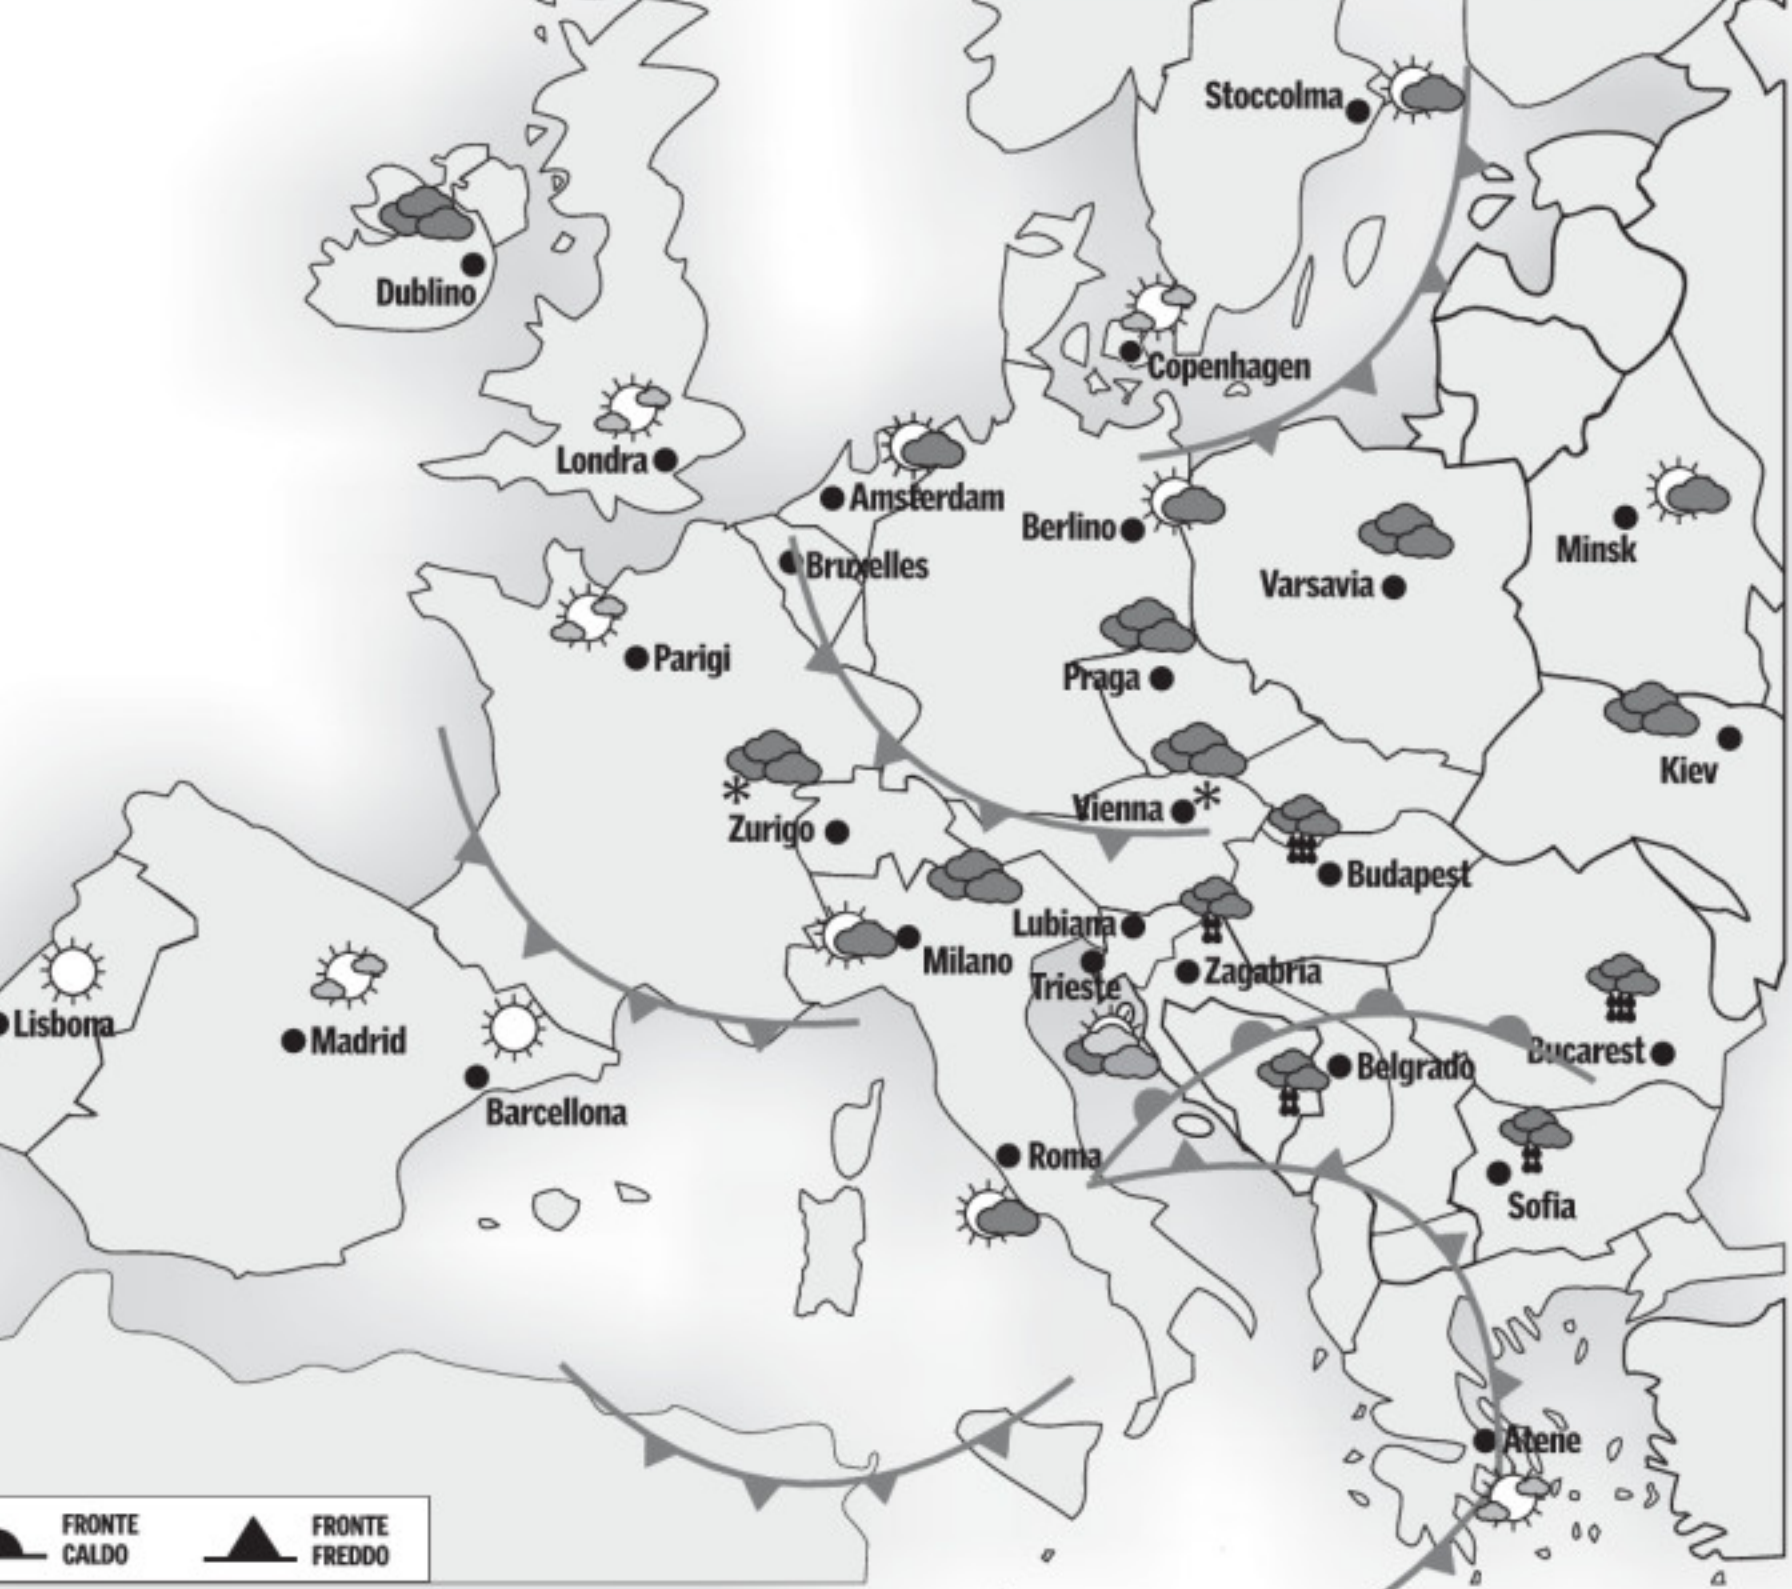 Stoccolma
Dublino
Copenhagen
Londra
Amsterdam
Berlino
Minsk
Bruxelles
Varsavia
Parigi
Praga
Kiev
Vienna
Zurigo
Budapest
Lubiana
Milano
Zagabria
Trieste
Lisbona
Madrid
Bucarest
Belgrado
Barcellona
Roma
Sofia
Atene
FRONTE
CALDO
FRONTE
FREDDO